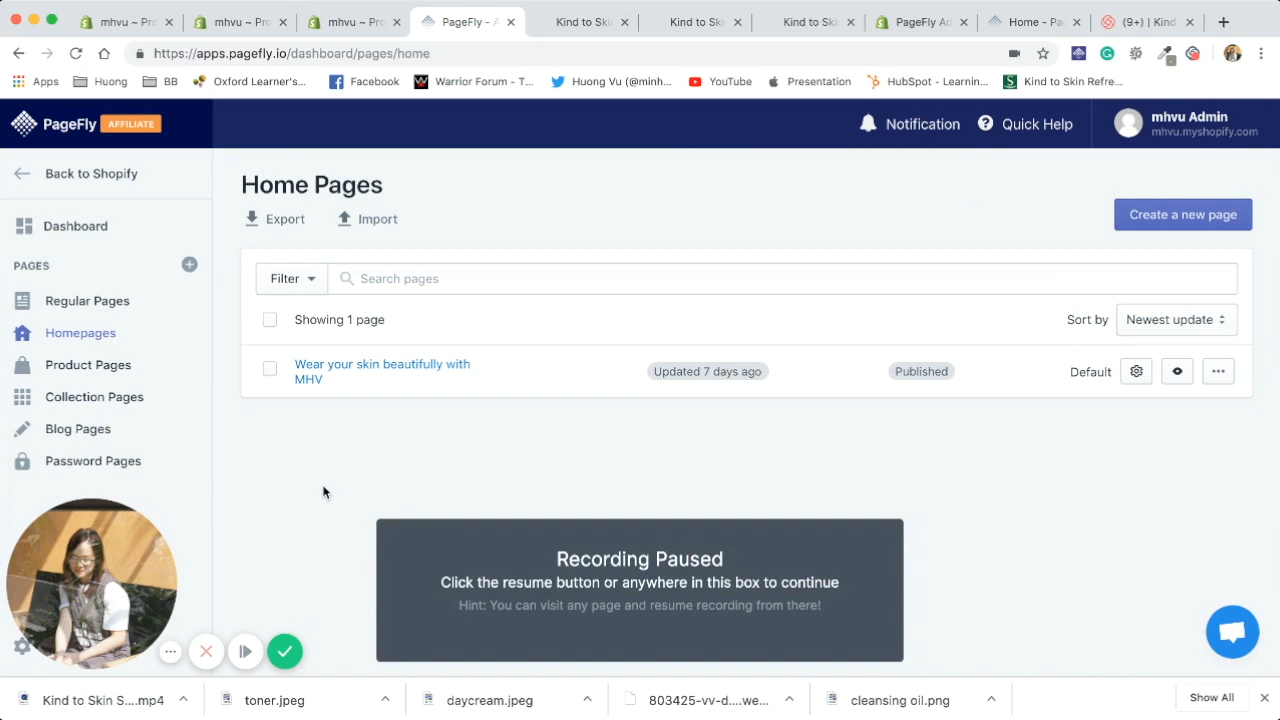 mhvu ~ Pro
mhvu ~ Pro
mhvu ~ Pro
PageFly - A
Kind to Ski
Kind to Ski
Kind to Ski
PageFly Ad
Home - Pa
(9+) | Kind
https://apps.pagefly.io/dashboard/pages/home
Apps
Huong
BB
Oxford Learner's...
Facebook
Warrior Forum - T...
Huong Vu (@minh...
YouTube
Presentation
HubSpot - Learnin...
Kind to Skin Refre...
PageFly AFFILIATE
Notification
Quick Help
mhvu Admin
mhvu.myshopify.com
Back to Shopify
Dashboard
PAGES
Regular Pages
Homepages
Product Pages
Collection Pages
Blog Pages
Password Pages
Home Pages
Export
Import
Create a new page
Filter
Search pages
Showing 1 page
Sort by
Newest update
Wear your skin beautifully with
MHV
Updated 7 days ago
Published
Default
Recording Paused
Click the resume button or anywhere in this box to continue
Hint: You can visit any page and resume recording from there!
Kind to Skin S....mp4
toner.jpeg
daycream.jpeg
803425-vv-d....we...
cleansing oil.png
Show All